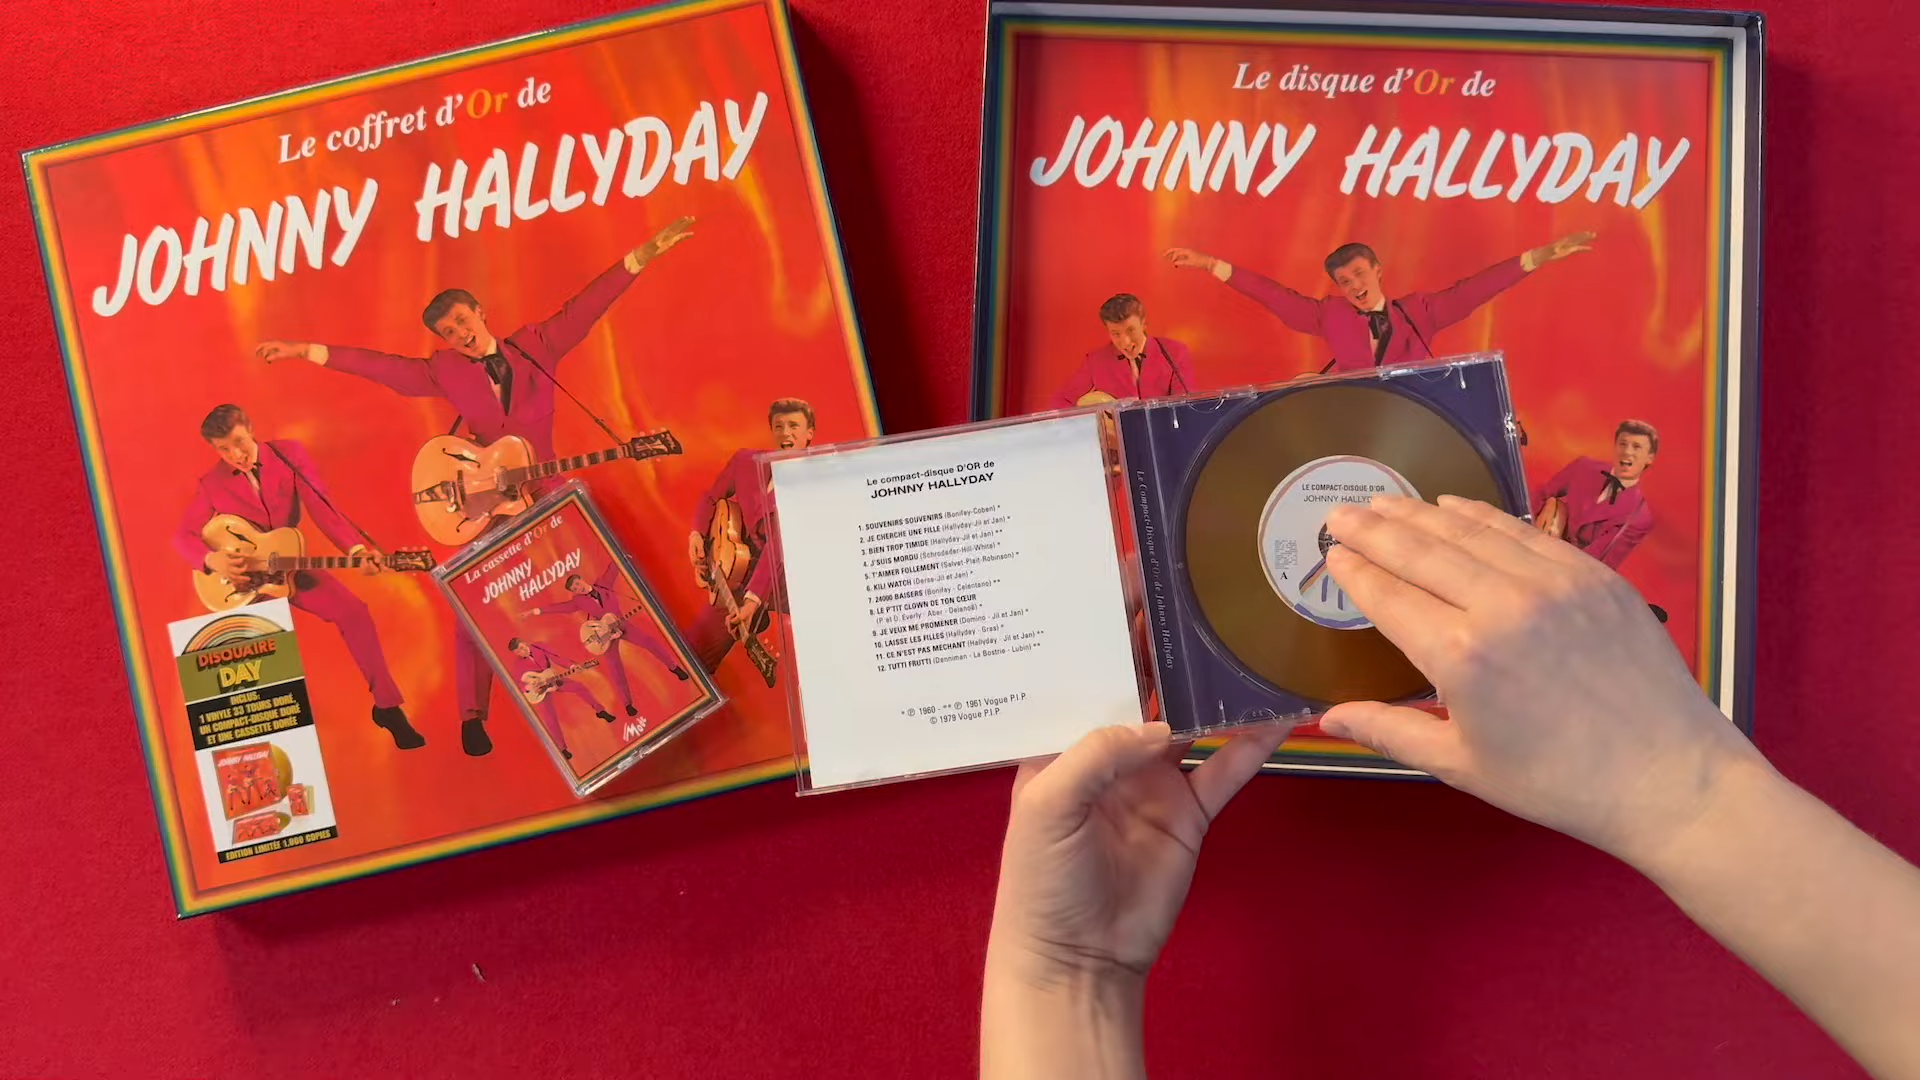 Le coffret d'Or de
JOHNNY HALLYDAY
DISQUAIRE
DAY
INCLUS:
1 VINYLE 33 TOURS DORÉ,
UN COMPACT-DISQUE DORÉ
ET UNE CASSETTE DORÉE
JOHNNY HALLYDAY
EDITION LIMITÉE 1.000 COPIES
La cassette d'Or de
JOHNNY
HALLYDAY
Le disque d'Or de
JOHNNY HALLYDAY
Le compact-disque D'OR de
JOHNNY HALLYDAY
1. SOUVENIRS SOUVENIRS (Bonifay-Coben) *
2. JE CHERCHE UNE FILLE (Hallyday-Jil et Jan) *
3. BIEN TROP TIMIDE (Hallyday-Jil et Jan) **
4. J'SUIS MORDU (Schroeder-Hill-White) *
5. T'AIMER FOLLEMENT (Salvet-Plait-Robinson) *
6. KILI WATCH (Derse-Jil et Jan) *
7. 24000 BAISERS (Bonifay - Celentano) **
8. LE P'TIT CLOWN DE TON CŒUR
(P. et D. Everly - Aber - Delanoë) *
9. JE VEUX ME PROMENER (Domino - Jil et Jan) *
10. LAISSE LES FILLES (Hallyday - Gras) *
11. CE N'EST PAS MECHANT (Hallyday - Jil et Jan) **
12. TUTTI FRUTTI (Penniman - La Bostrie - Lubin) **
* ℗ 1960 - ** ℗ 1961 Vogue P.I.P.
© 1979 Vogue P.I.P.
Le Compact-Disque d'Or de Johnny Hallyday
LE COMPACT-DISQUE D'OR
JOHNNY HALLYD
A